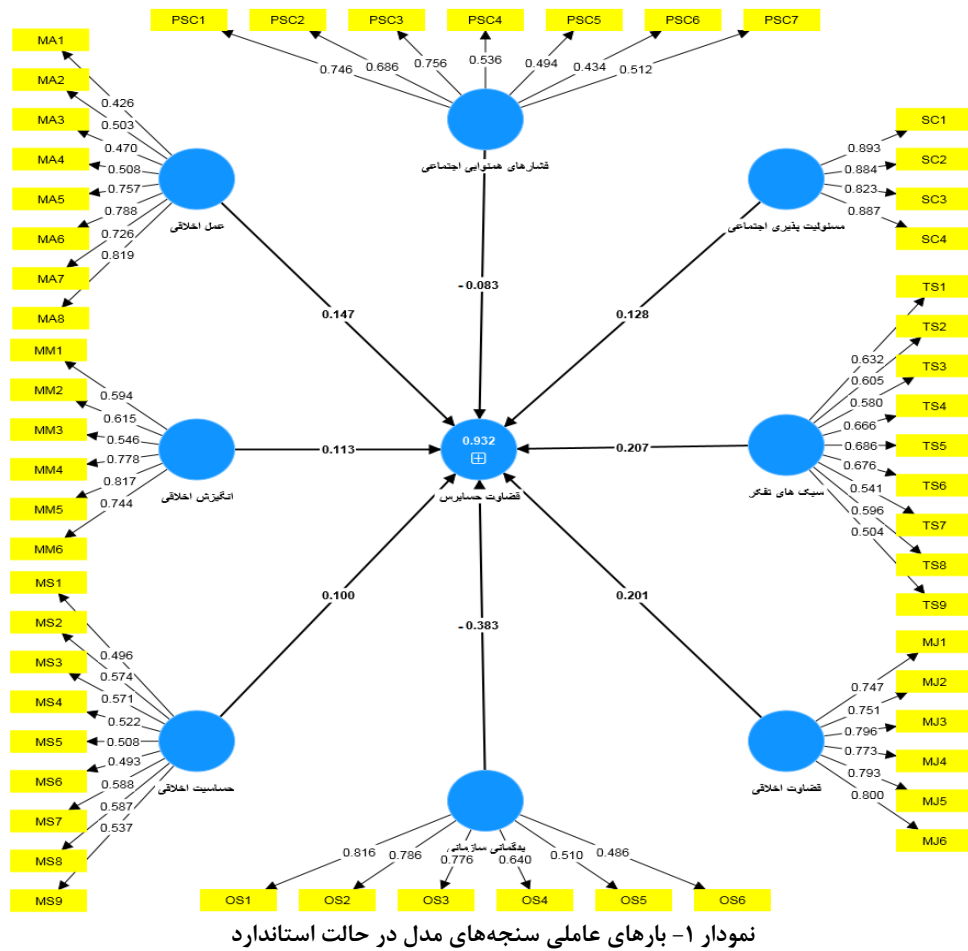 PSC1 PSC2 PSC3 PSC4 PSC5 PSC6 PSC7
0.746 0.686 0.756 0.536 0.494 0.434 0.512
فشارهای همنوایی اجتماعی
MA1
MA2
MA3
MA4
MA5
MA6
MA7
MA8
0.426
0.503
0.470
0.508
0.757
0.788
0.726
0.819
عمل اخلاقی
SC1
SC2
SC3
SC4
0.893
0.884
0.823
0.887
مسئولیت پذیری اجتماعی
-0.083
0.147
0.128
MM1
MM2
MM3
MM4
MM5
MM6
0.594
0.615
0.546
0.778
0.817
0.744
انگیزش اخلاقی
0.113
0.932
قضاوت حسابرس
0.207
TS1
TS2
TS3
TS4
TS5
TS6
TS7
TS8
TS9
0.632
0.605
0.580
0.666
0.686
0.676
0.541
0.596
0.504
سبک های تفکر
0.100
-0.383
0.201
MS1
MS2
MS3
MS4
MS5
MS6
MS7
MS8
MS9
0.496
0.574
0.571
0.522
0.508
0.493
0.588
0.587
0.537
حساسیت اخلاقی
MJ1
MJ2
MJ3
MJ4
MJ5
MJ6
0.747
0.751
0.796
0.773
0.793
0.800
قضاوت اخلاقی
بدگمانی سازمانی
0.816 0.786 0.776 0.640 0.510 0.486
OS1 OS2 OS3 OS4 OS5 OS6
نمودار ۱- بارهای عاملی سنجه‌های مدل در حالت استاندارد